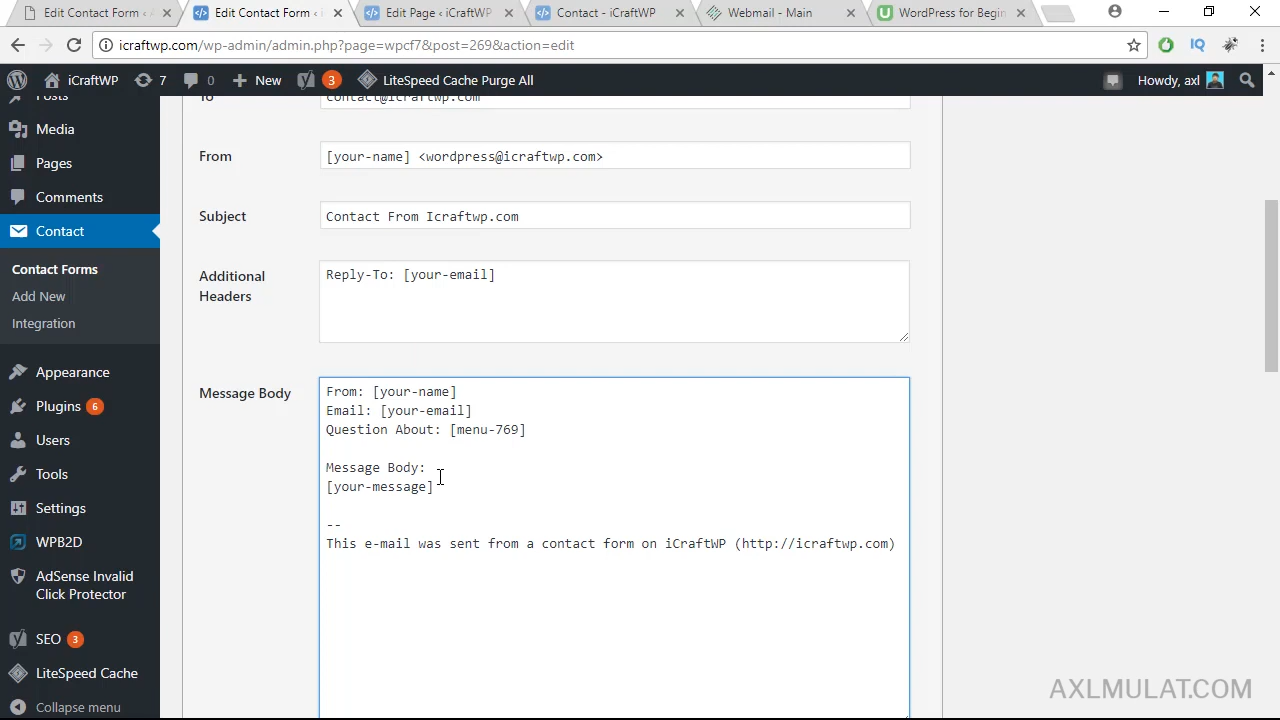 Edit Contact Form ‹
Edit Contact Form ‹
Edit Page ‹ iCraftWP
Contact - iCraftWP
Webmail - Main
WordPress for Begin
icraftwp.com/wp-admin/admin.php?page=wpcf7&post=269&action=edit
iCraftWP
7
0
New
3
LiteSpeed Cache Purge All
Howdy, axl
Posts
Media
Pages
Comments
Contact
Contact Forms
Add New
Integration
Appearance
Plugins 6
Users
Tools
Settings
WPB2D
AdSense Invalid
Click Protector
SEO 3
LiteSpeed Cache
Collapse menu
To
contact@icraftwp.com
From
[your-name] <wordpress@icraftwp.com>
Subject
Contact From Icraftwp.com
Additional
Headers
Reply-To: [your-email]
Message Body
From: [your-name]
Email: [your-email]
Question About: [menu-769]
Message Body:
[your-message]
--
This e-mail was sent from a contact form on iCraftWP (http://icraftwp.com)
AXLMULAT.COM